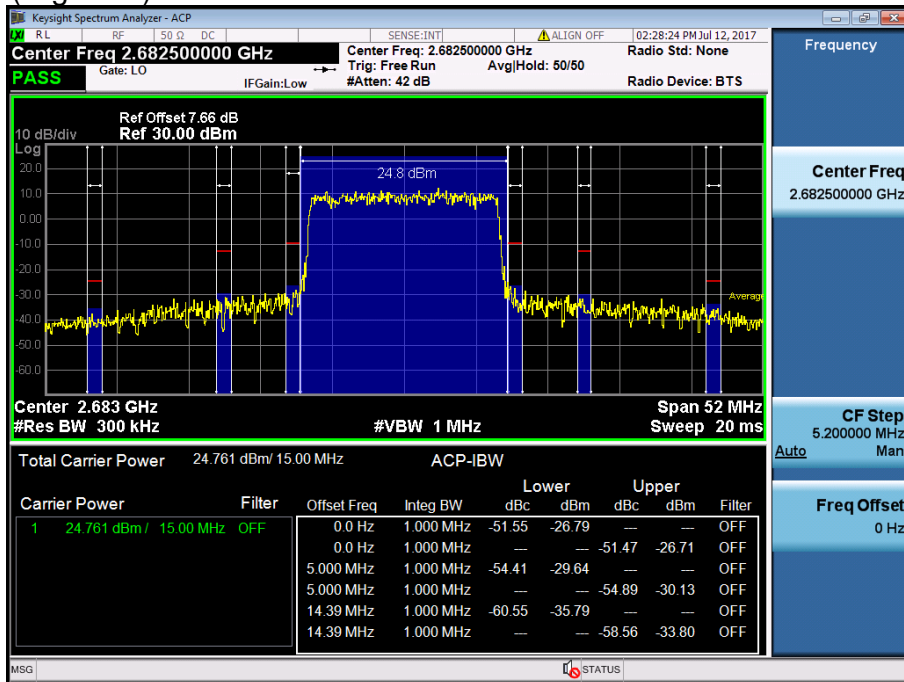 Keysight Spectrum Analyzer - ACP
LXI RL RF 50 Ω DC SENSE:INT ALIGN OFF 02:28:24 PM Jul 12, 2017
Center Freq 2.682500000 GHz
Center Freq: 2.682500000 GHz Radio Std: None
Gate: LO Trig: Free Run Avg|Hold: 50/50
PASS IFGain:Low #Atten: 42 dB Radio Device: BTS
Ref Offset 7.66 dB
10 dB/div Ref 30.00 dBm
Log
20.0
24.8 dBm
10.0
0.00
-10.0
-20.0
-30.0
Average
-40.0
-50.0
-60.0
Center 2.683 GHz Span 52 MHz
#Res BW 300 kHz #VBW 1 MHz Sweep 20 ms
Total Carrier Power 24.761 dBm/ 15.00 MHz ACP-IBW
Lower Upper
Carrier Power Filter Offset Freq Integ BW dBc dBm dBc dBm Filter
1 24.761 dBm / 15.00 MHz OFF 0.0 Hz 1.000 MHz -51.55 -26.79 --- --- OFF
0.0 Hz 1.000 MHz --- --- -51.47 -26.71 OFF
5.000 MHz 1.000 MHz -54.41 -29.64 --- --- OFF
5.000 MHz 1.000 MHz --- --- -54.89 -30.13 OFF
14.39 MHz 1.000 MHz -60.55 -35.79 --- --- OFF
14.39 MHz 1.000 MHz --- --- -58.56 -33.80 OFF
MSG STATUS
Frequency
Center Freq
2.682500000 GHz
CF Step
5.200000 MHz
Auto Man
Freq Offset
0 Hz